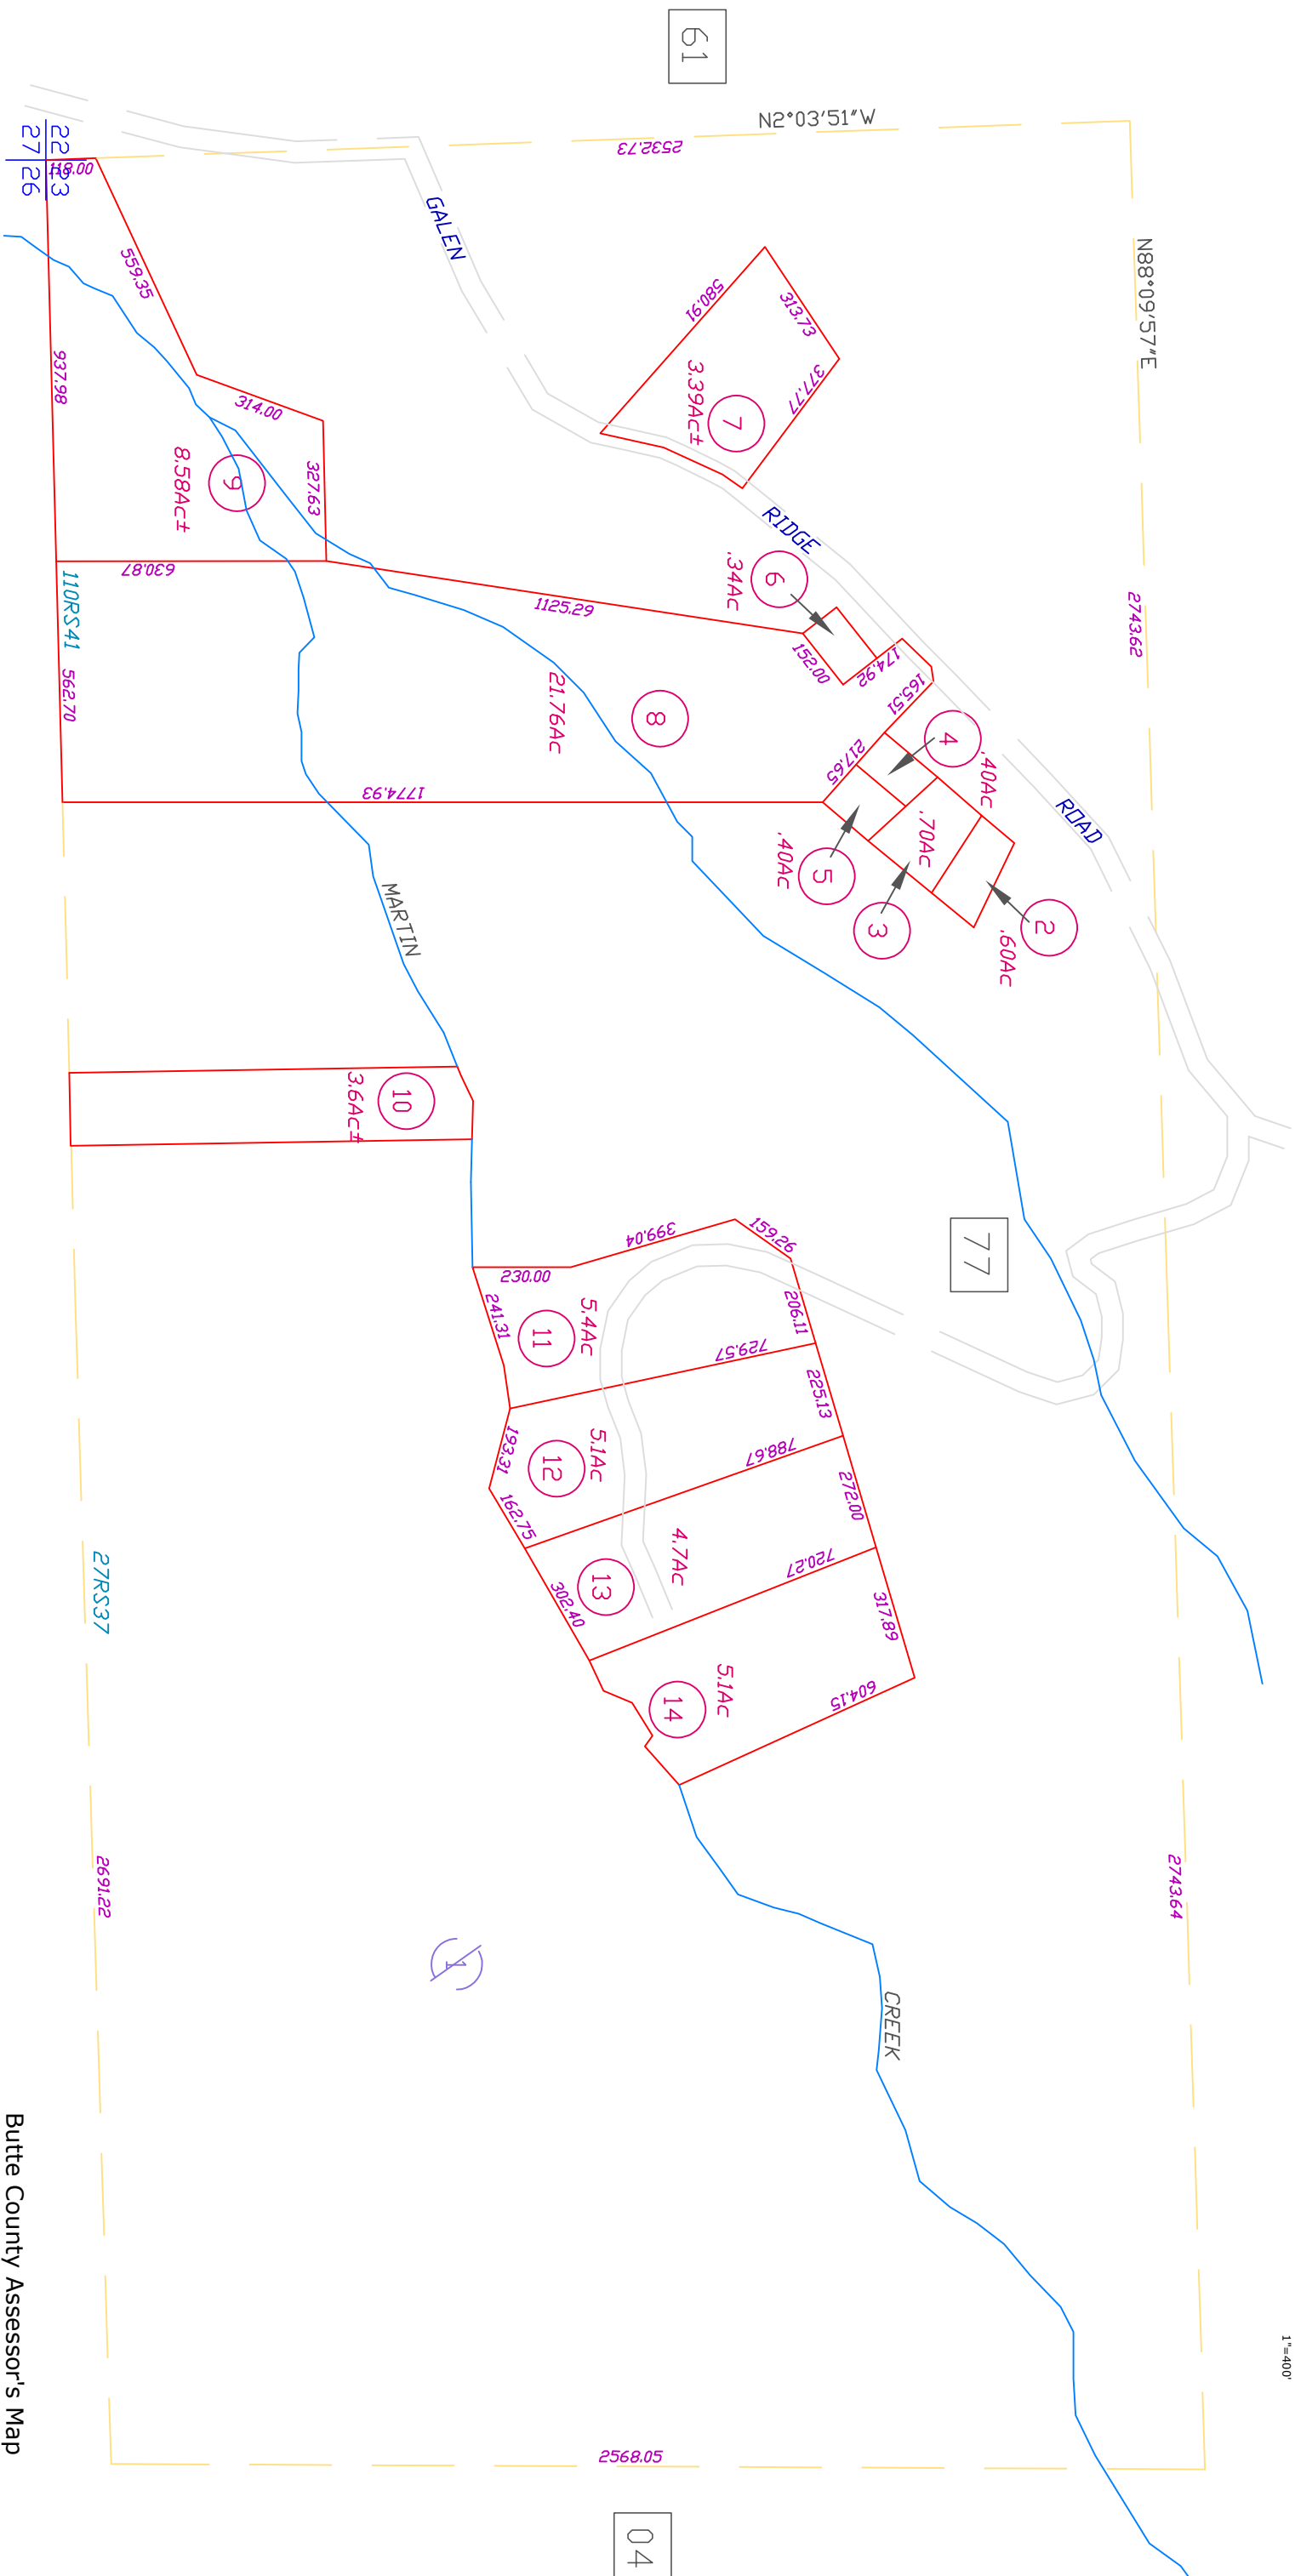 1"=400'
N88°09'57"E
2743.62
2743.64
N2°03'51"W
2532.73
61
GALEN
RIDGE
ROAD
313.73
377.77
580.91
7
3.39Ac±
6
.34Ac
174.92
152.00
165.51
217.65
4
.40Ac
5
.40Ac
.70Ac
3
2
.60Ac
77
118.00
559.35
314.00
327.63
9
8.58Ac±
937.98
630.87
1125.29
8
21.76Ac
1774.93
110RS41
562.70
22 23
27 26
MARTIN
10
3.6Ac±
399.04
159.26
230.00
206.11
241.31
5.4Ac
11
729.57
225.13
193.31
5.1Ac
12
162.75
788.67
272.00
4.7Ac
13
302.40
720.27
317.89
5.1Ac
14
604.15
27RS37
2691.22
1
CREEK
2568.05
04
Butte County Assessor's Map